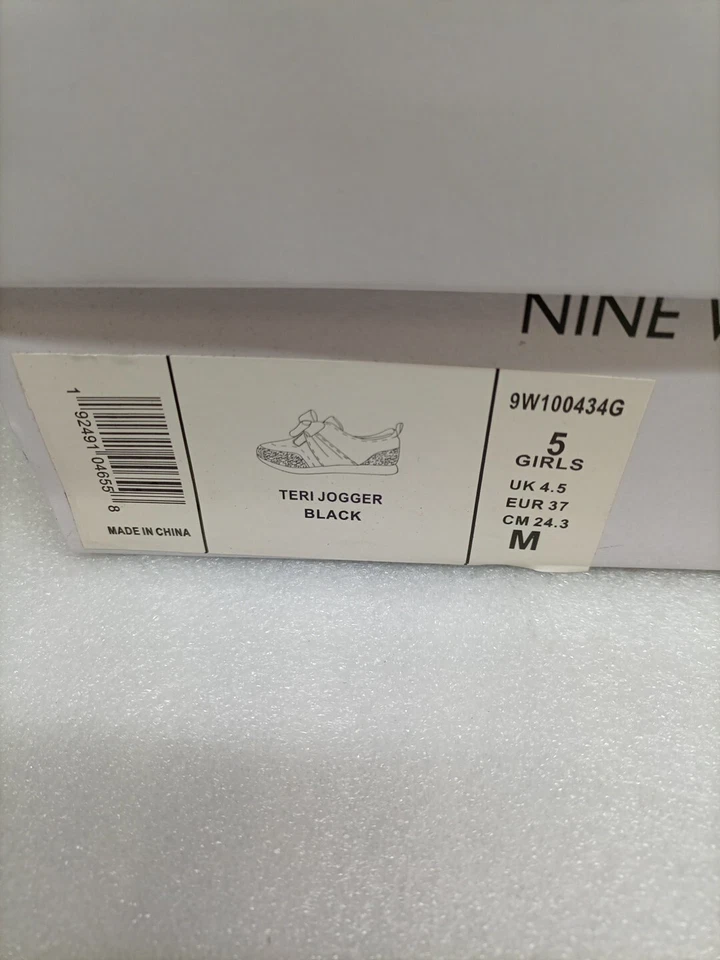 NINE
1 92491 04655 8
MADE IN CHINA
TERI JOGGER
BLACK
9W100434G
5
GIRLS
UK 4.5
EUR 37
CM 24.3
M